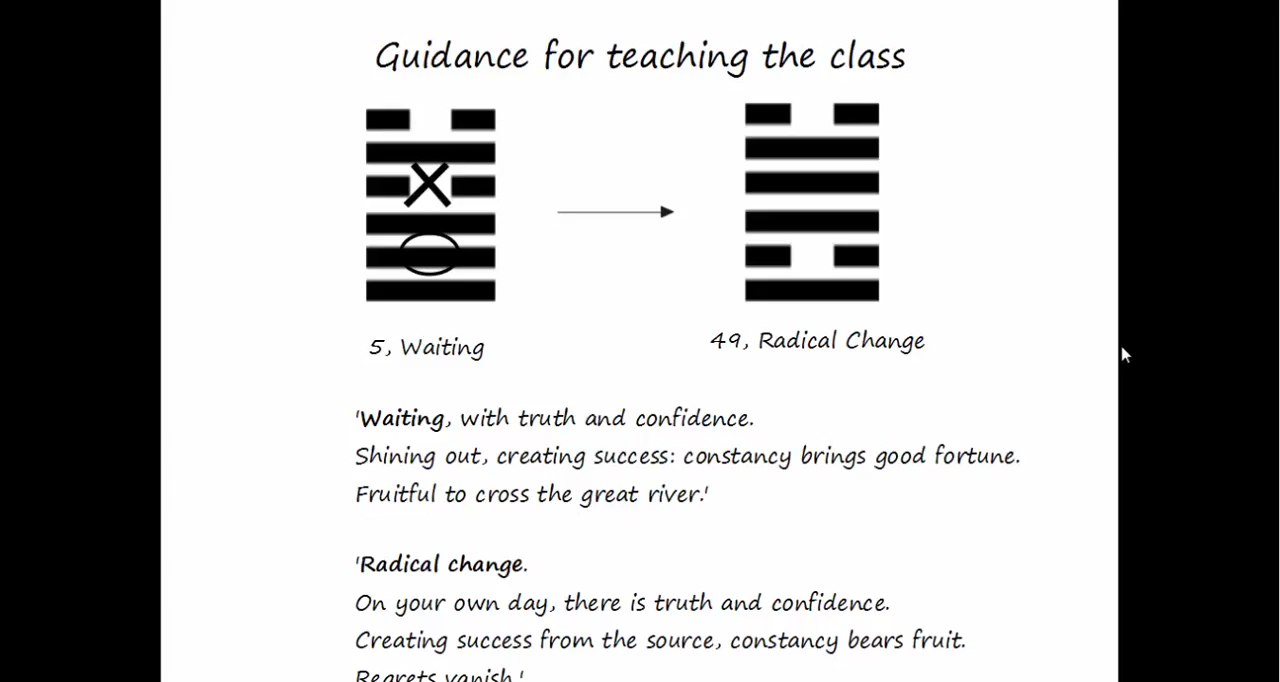 Guidance for teaching the class
5, Waiting
49, Radical Change
'Waiting, with truth and confidence.
Shining out, creating success: constancy brings good fortune.
Fruitful to cross the great river.'
'Radical change.
On your own day, there is truth and confidence.
Creating success from the source, constancy bears fruit.
Regrets vanish.'